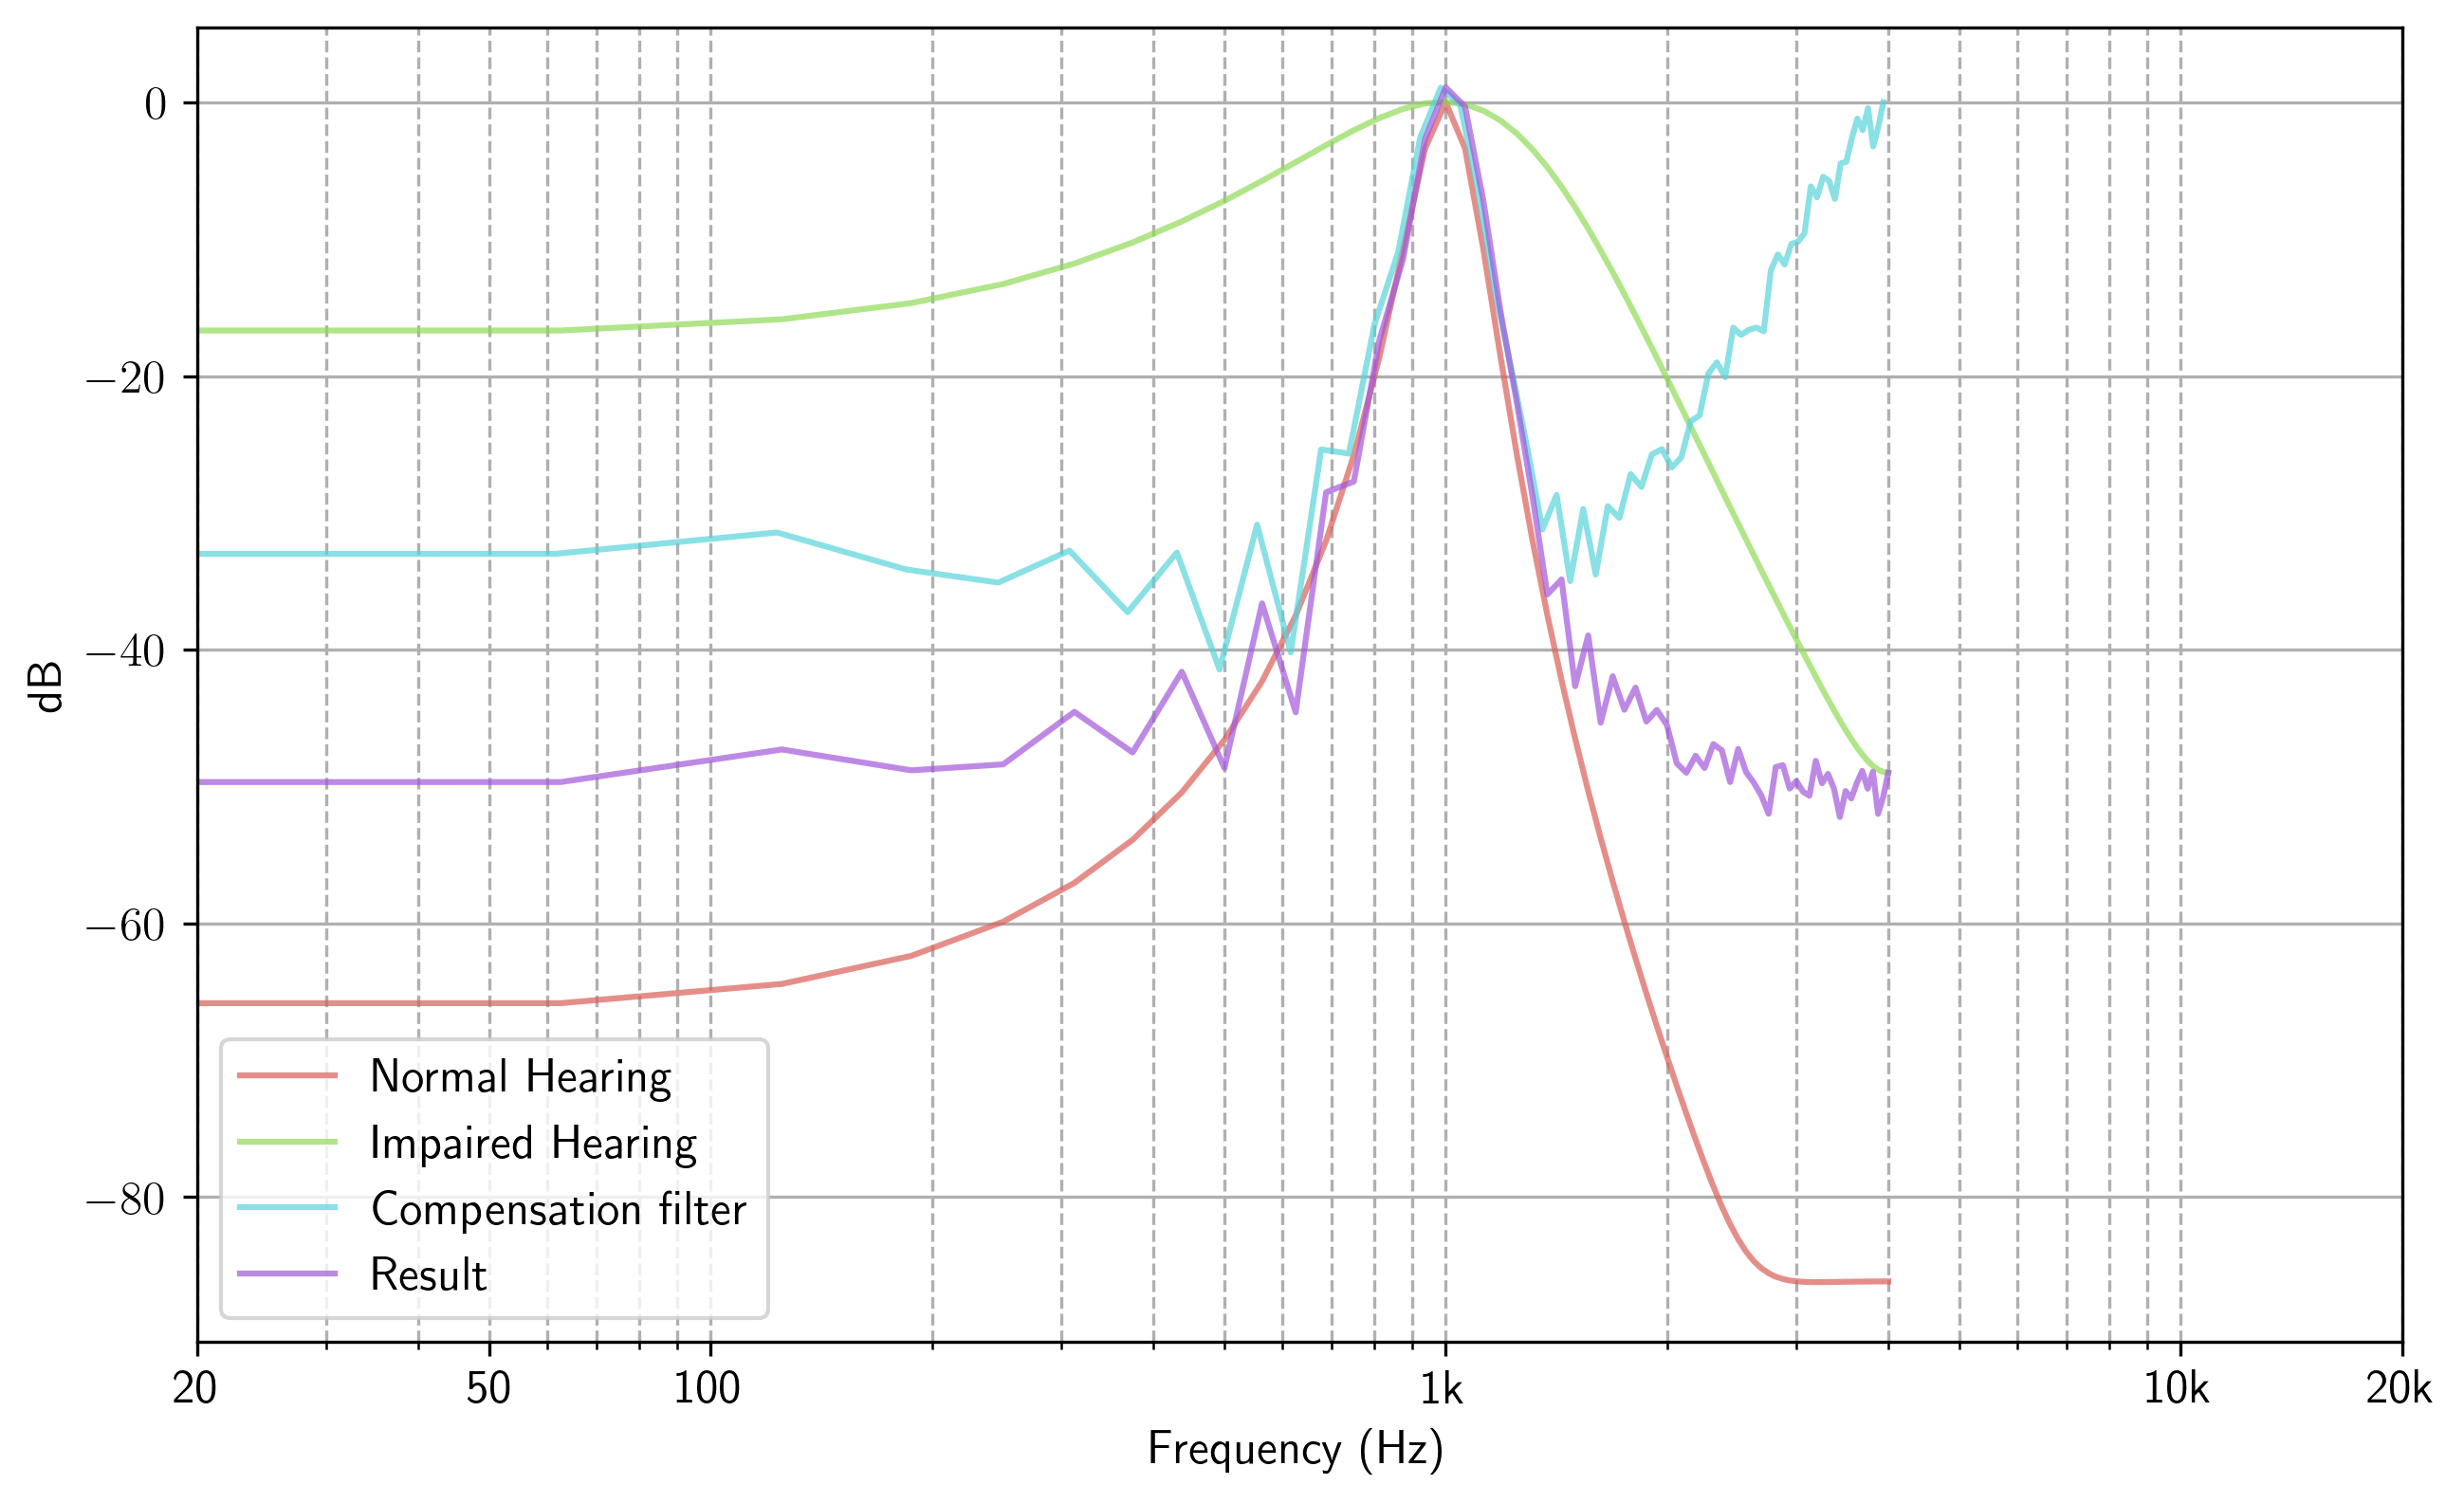 0
−20
−40
−60
−80
dB
Normal Hearing
Impaired Hearing
Compensation filter
Result
20 50 100 1k 10k 20k
Frequency (Hz)